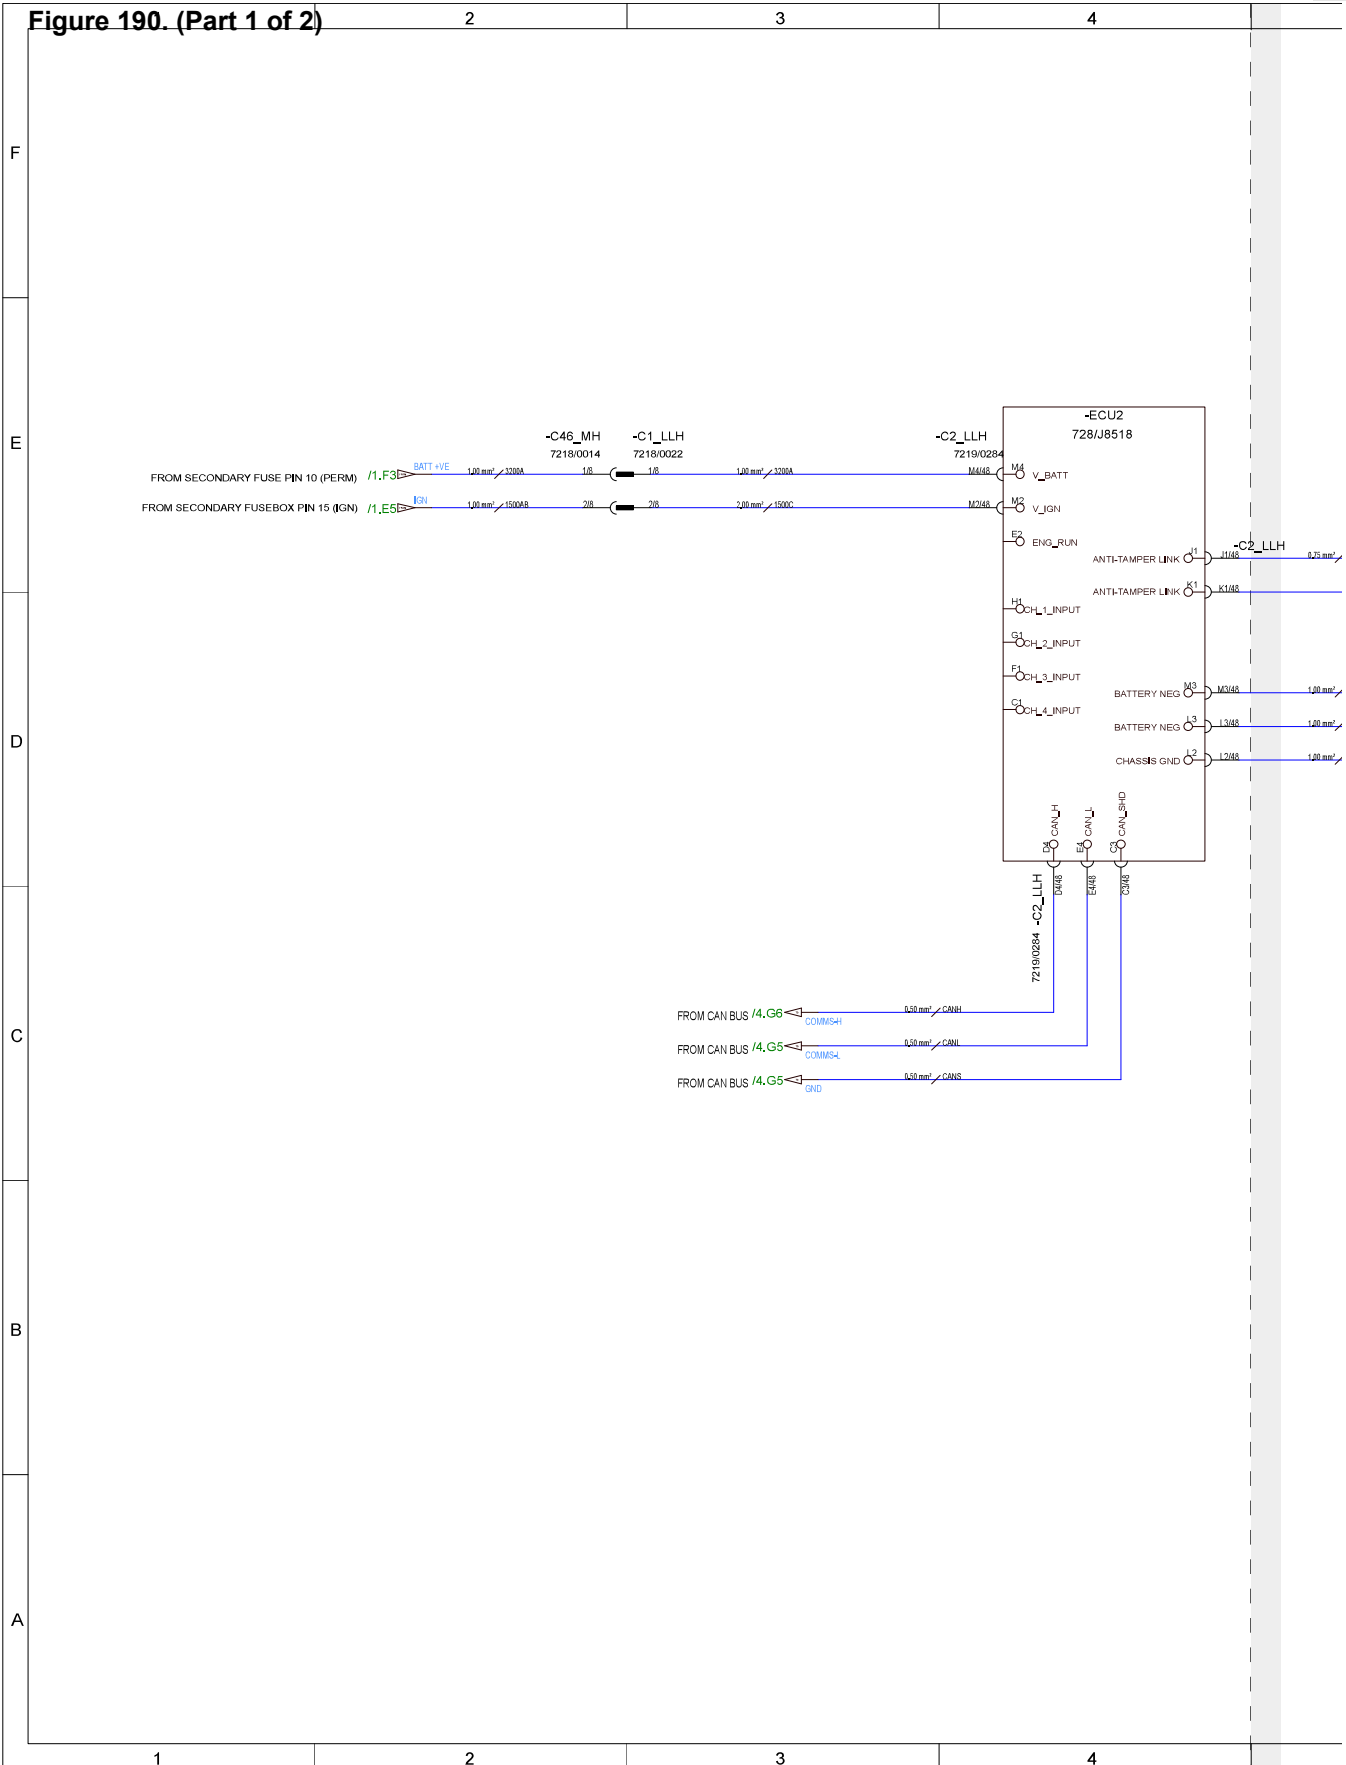 Figure 190. (Part 1 of 2)
2
3
4
F
E
-ECU2
728/J8518
-C46_MH
-C1_LLH
-C2_LLH
7218/0014
7218/0022
7219/0284
FROM SECONDARY FUSE PIN 10 (PERM)
/1.F3
BATT +VE
1,00 mm²
3200A
1/8
1/8
1,00 mm²
3200A
M4/48
M4
V_BATT
FROM SECONDARY FUSEBOX PIN 15 (IGN)
/1.E5
IGN
1,00 mm²
1500AB
2/8
2/8
2,00 mm²
1500C
M2/48
M2
V_IGN
E2
ENG_RUN
-C2_LLH
ANTI-TAMPER LINK
J1
J1/48
0,75 mm²
ANTI-TAMPER LINK
K1
K1/48
H1
CH_1_INPUT
G1
CH_2_INPUT
F1
CH_3_INPUT
C1
CH_4_INPUT
BATTERY NEG
M3
M3/48
1,00 mm²
BATTERY NEG
L3
L3/48
1,00 mm²
CHASSIS GND
L2
L2/48
1,00 mm²
D
CAN_H
CAN_L
CAN_SHD
D4
E4
C3
D4/48
E4/48
C3/48
7219/0284 -C2_LLH
FROM CAN BUS /4.G6
COMMS-H
0,50 mm²
CANH
C
FROM CAN BUS /4.G5
COMMS-L
0,50 mm²
CANL
FROM CAN BUS /4.G5
GND
0,50 mm²
CANS
B
A
1
2
3
4